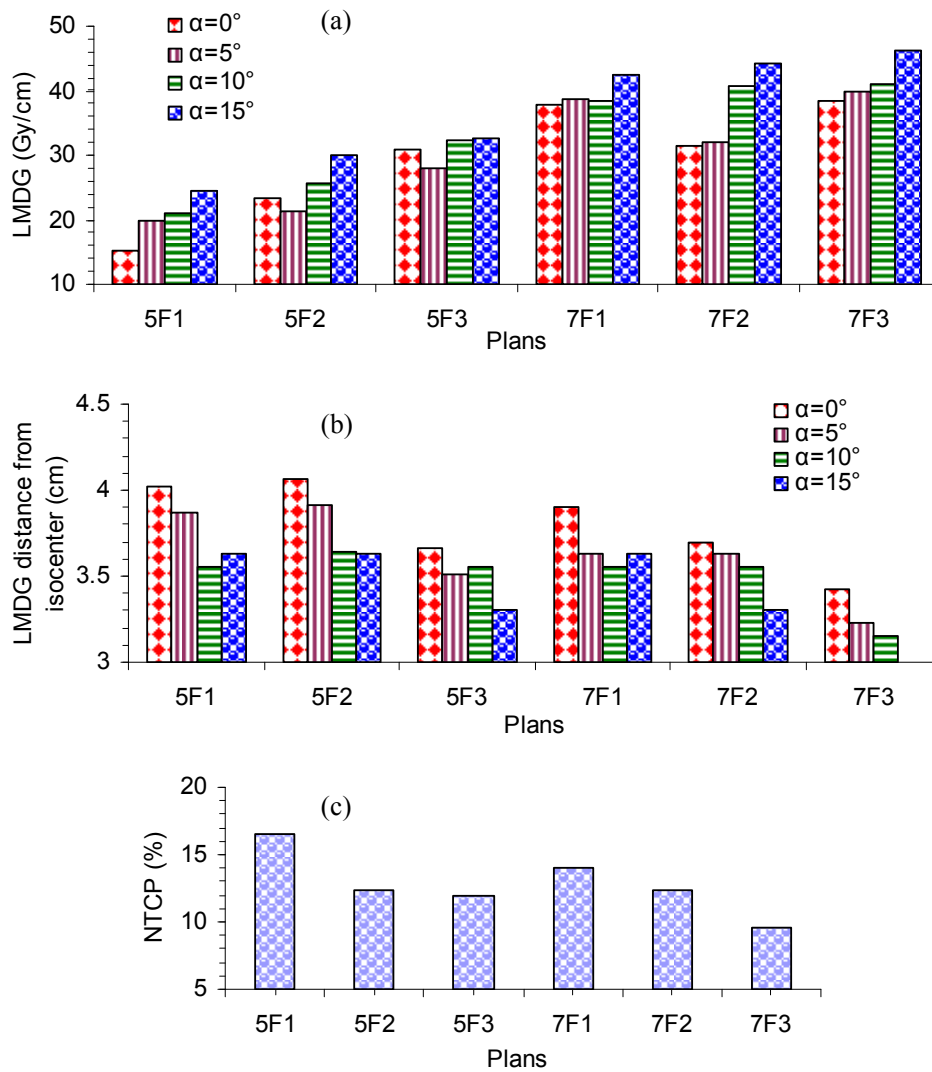 (a)
α=0°
α=5°
α=10°
α=15°
LMDG (Gy/cm)
50
40
30
20
10
5F1 5F2 5F3 7F1 7F2 7F3
Plans
(b)
α=0°
α=5°
α=10°
α=15°
LMDG distance from
isocenter (cm)
4.5
4
3.5
3
5F1 5F2 5F3 7F1 7F2 7F3
Plans
(c)
NTCP (%)
20
15
10
5
5F1 5F2 5F3 7F1 7F2 7F3
Plans